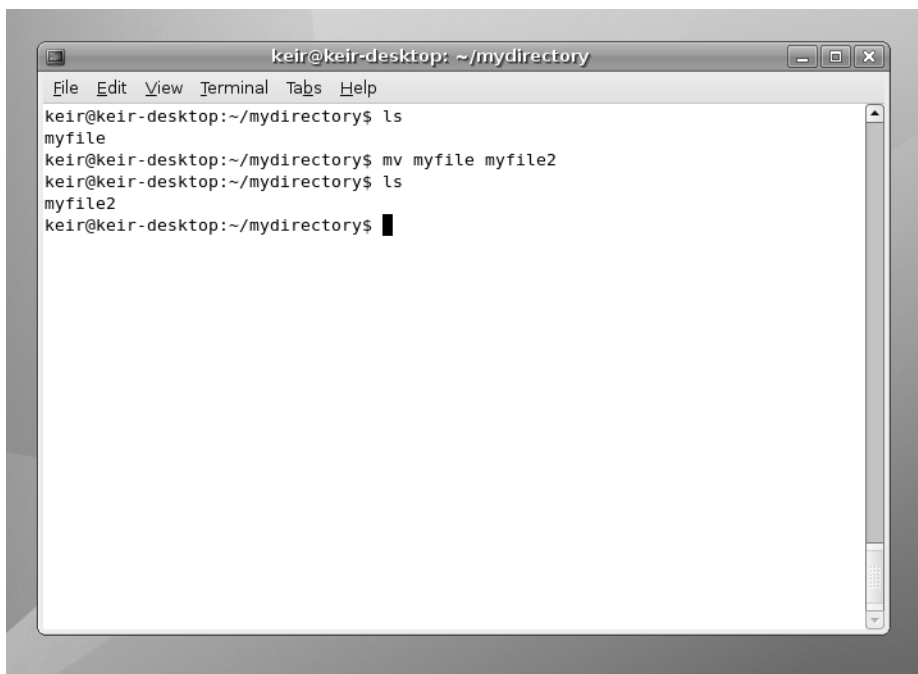 keir@keir-desktop: ~/mydirectory
File Edit View Terminal Tabs Help
keir@keir-desktop:~/mydirectory$ ls
myfile
keir@keir-desktop:~/mydirectory$ mv myfile myfile2
keir@keir-desktop:~/mydirectory$ ls
myfile2
keir@keir-desktop:~/mydirectory$